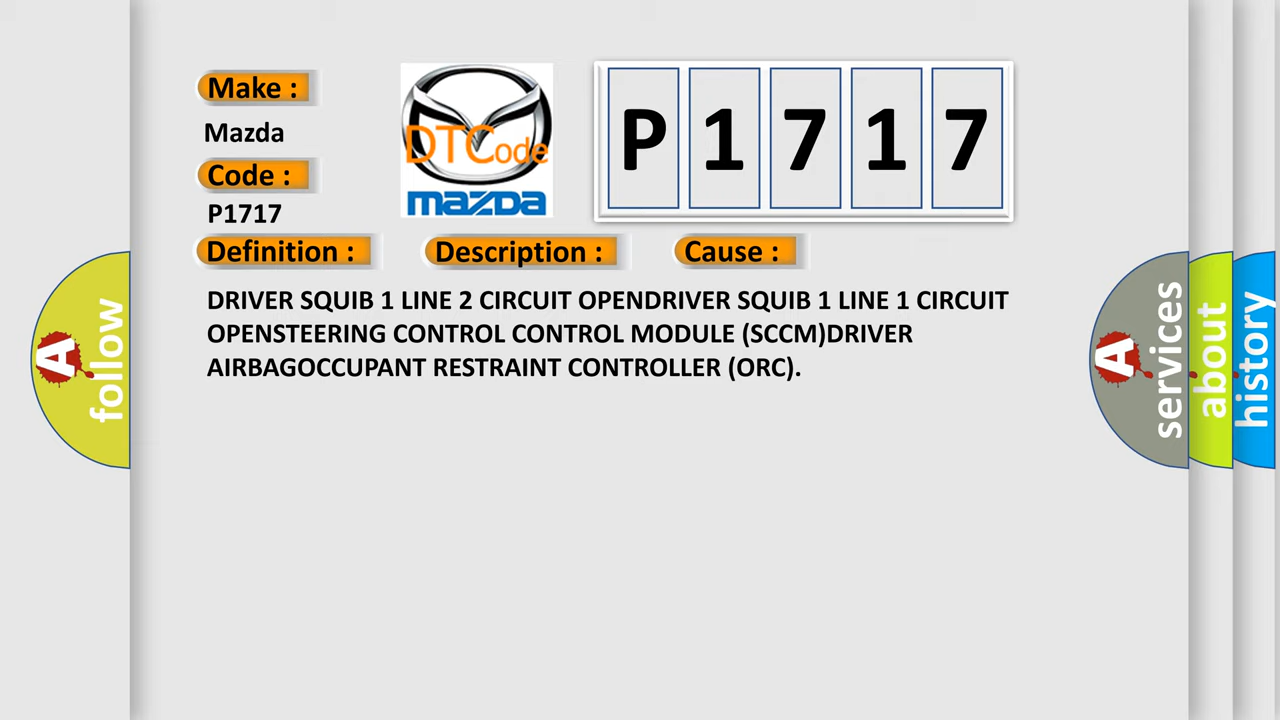 Make :
Mazda
Code :
P1717
DTCode
mazda
P 1 7 1 7
Definition :
Description :
Cause :
DRIVER SQUIB 1 LINE 2 CIRCUIT OPENDRIVER SQUIB 1 LINE 1 CIRCUIT
OPENSTEERING CONTROL CONTROL MODULE (SCCM)DRIVER
AIRBAGOCCUPANT RESTRAINT CONTROLLER (ORC).
A
follow
A
services
about
history